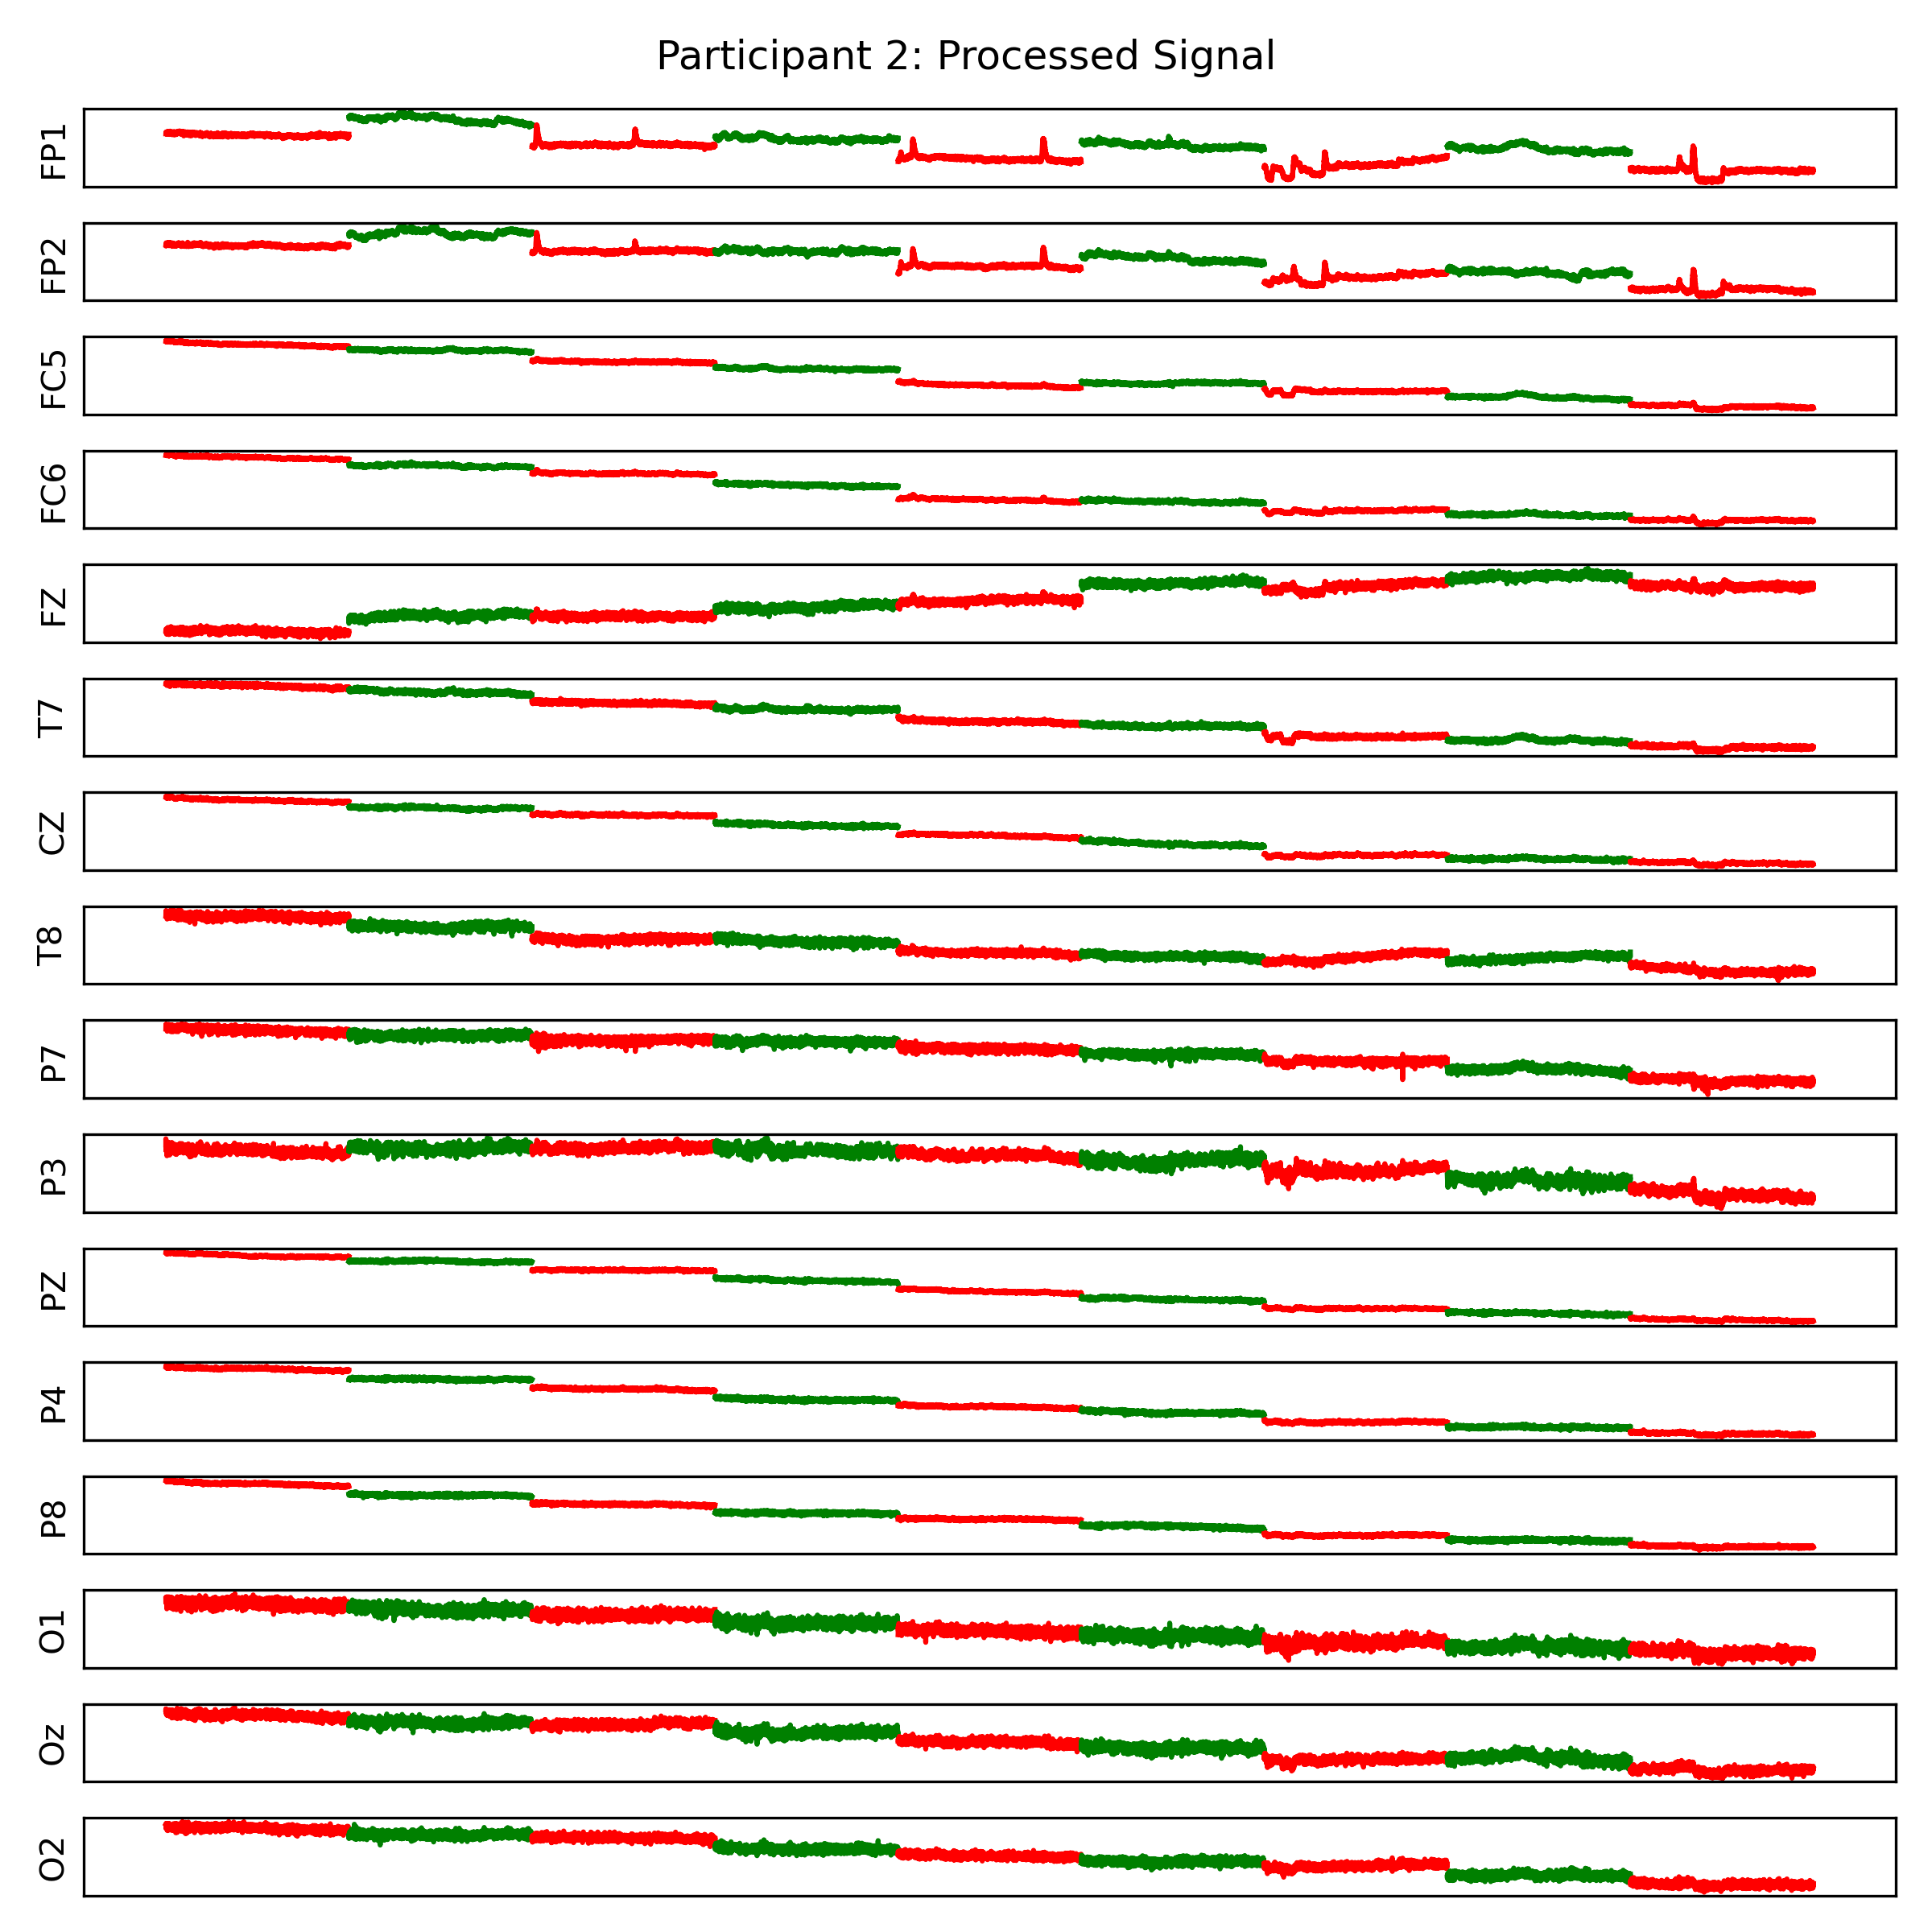 Participant 2: Processed Signal
FP1
FP2
FC5
FC6
FZ
T7
CZ
T8
P7
P3
PZ
P4
P8
O1
Oz
O2